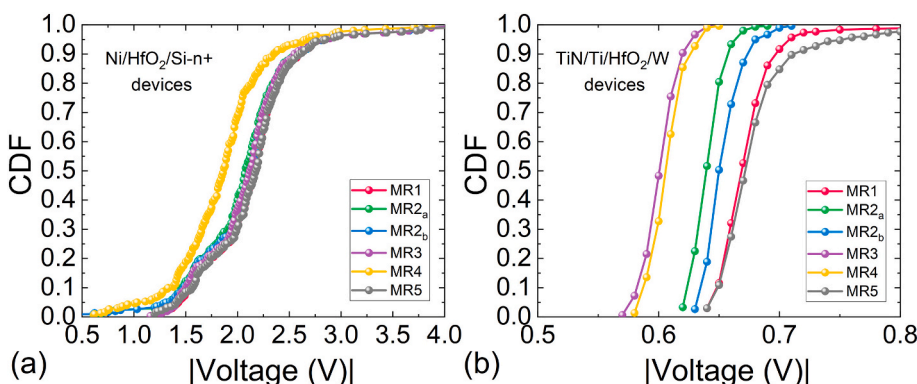 1.0
0.9
0.8
0.7
0.6
0.5
0.4
0.3
0.2
0.1
0.0
CDF
Ni/HfO2/Si-n+
devices
MR1
MR2a
MR2b
MR3
MR4
MR5
0.5 1.0 1.5 2.0 2.5 3.0 3.5 4.0
(a) |Voltage (V)|
1.0
0.9
0.8
0.7
0.6
0.5
0.4
0.3
0.2
0.1
0.0
CDF
TiN/Ti/HfO2/W
devices
MR1
MR2a
MR2b
MR3
MR4
MR5
0.5 0.6 0.7 0.8
(b) |Voltage (V)|